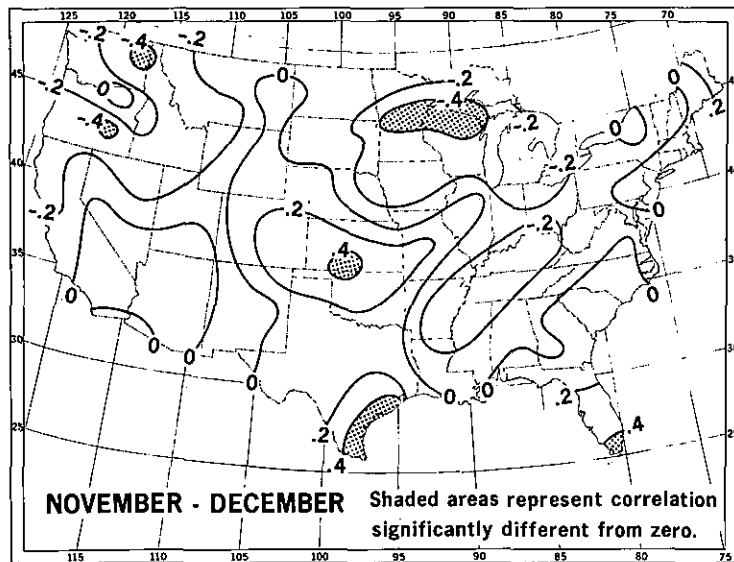 125 120 115 110 105 100 95 90 85 80 75 70
-.2 -.4 -.2
45 0 -.2
-.2 0 -.4 0
-.4 .2
-.2 0
40 -.2
-.2 .2 0
-.2
35 .4
0 0
30 0 0
0 0 0 .2
25 .2 .4
.4
NOVEMBER - DECEMBER
Shaded areas represent correlation
significantly different from zero.
115 110 105 100 95 90 85 80 75